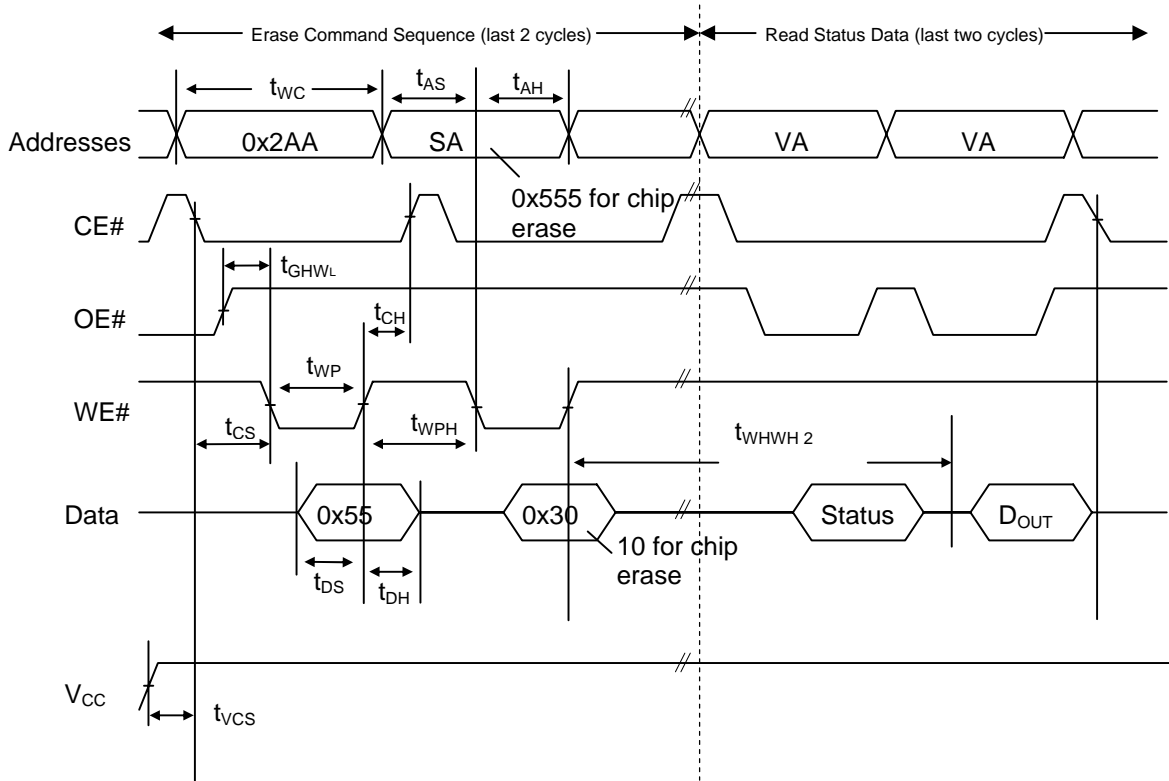 Erase Command Sequence (last 2 cycles)
Read Status Data (last two cycles)
tWC
tAS
tAH
Addresses
0x2AA
SA
VA
VA
0x555 for chip
erase
CE#
tGHWL
OE#
tCH
tWP
WE#
tCS
tWPH
tWHWH 2
Data
0x55
0x30
Status
DOUT
10 for chip
erase
tDS
tDH
VCC
tVCS